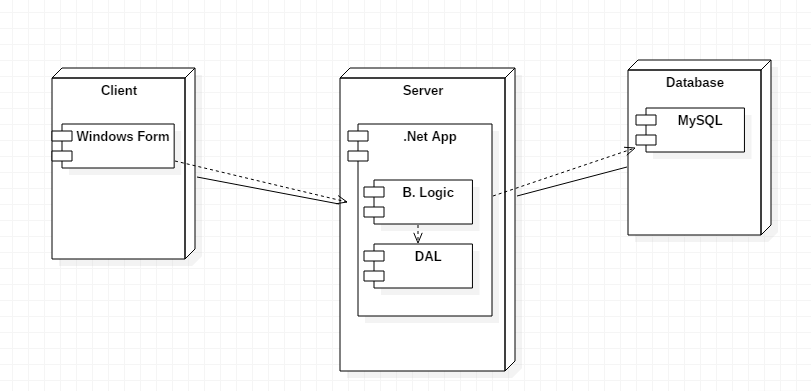 Client
Windows Form
Server
.Net App
B. Logic
DAL
Database
MySQL